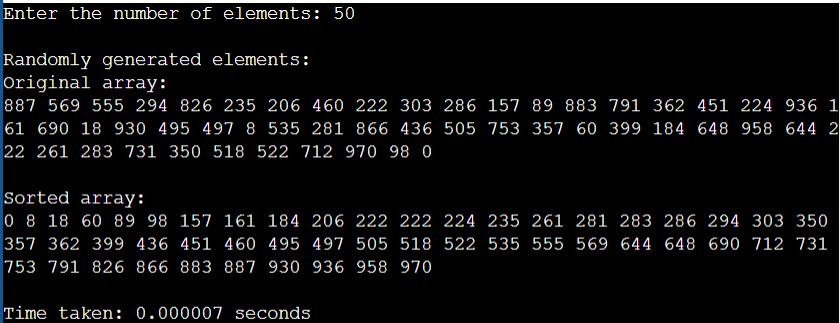 Enter the number of elements: 50
Randomly generated elements:
Original array:
887 569 555 294 826 235 206 460 222 303 286 157 89 883 791 362 451 224 936 1
61 690 18 930 495 497 8 535 281 866 436 505 753 357 60 399 184 648 958 644 2
22 261 283 731 350 518 522 712 970 98 0
Sorted array:
0 8 18 60 89 98 157 161 184 206 222 222 224 235 261 281 283 286 294 303 350
357 362 399 436 451 460 495 497 505 518 522 535 555 569 644 648 690 712 731
753 791 826 866 883 887 930 936 958 970
Time taken: 0.000007 seconds